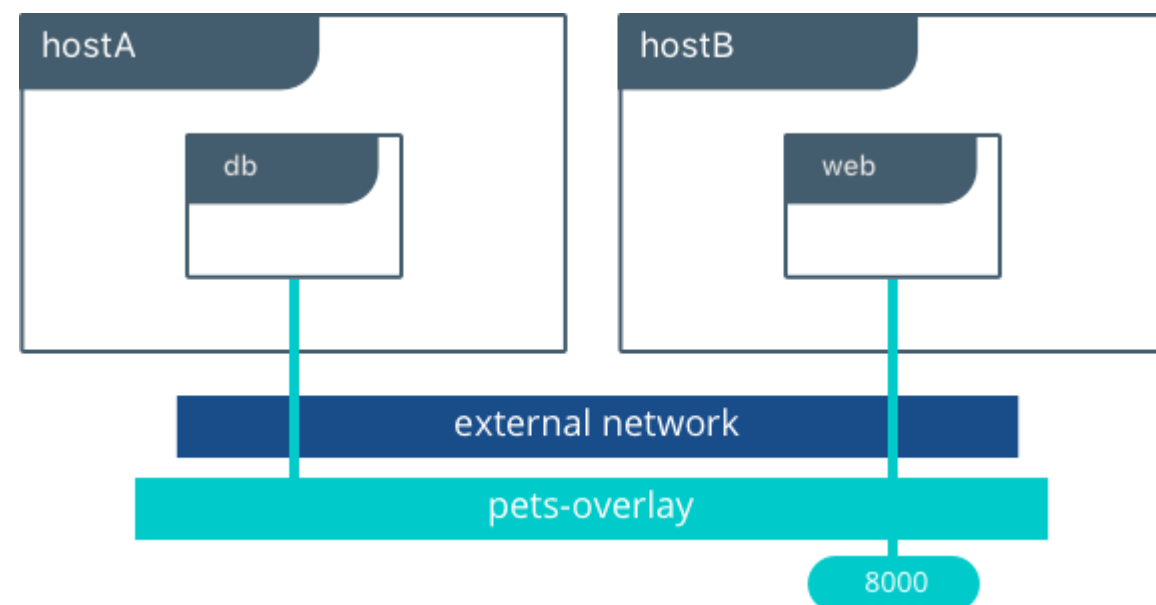 hostA
hostB
db
web
external network
pets-overlay
8000